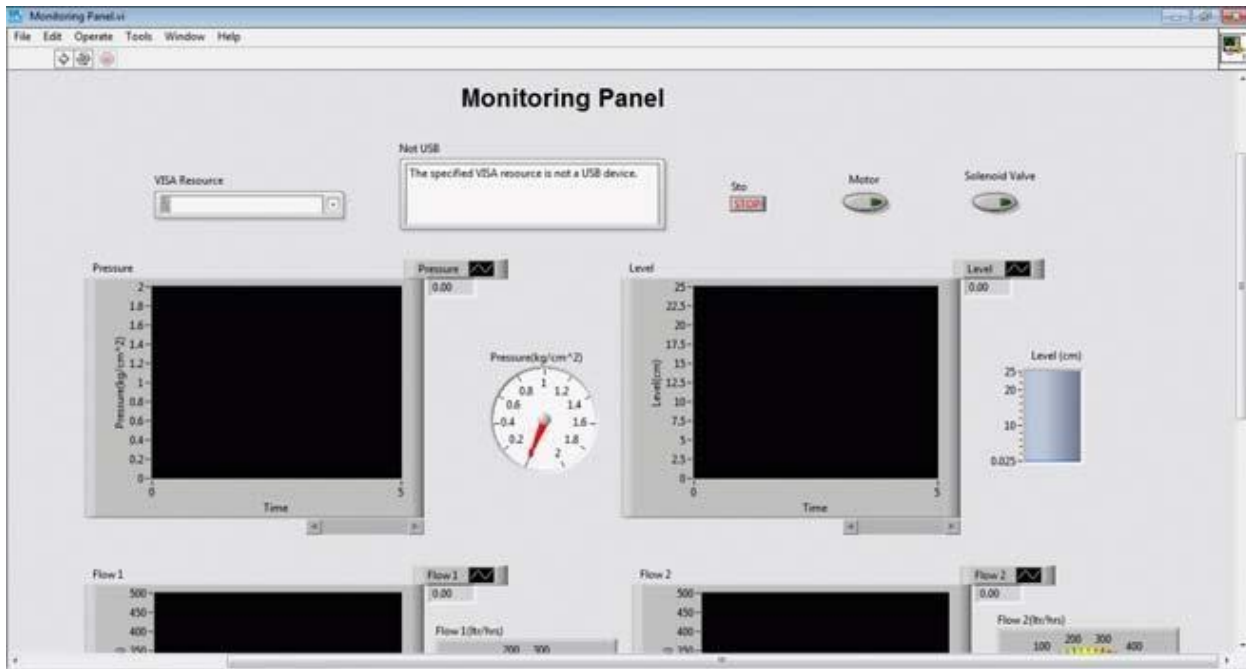 Monitoring Panel.vi
File Edit Operate Tools Window Help
Monitoring Panel
Not USB
The specified VISA resource is not a USB device.
VISA Resource
Sto
STOP
Motor
Solenoid Valve
Pressure
Pressure
0.00
2
1.8
1.6
1.4
1.2
1
0.8
0.6
0.4
0.2
0
Pressure(kg/cm^2)
0
5
Time
Pressure(kg/cm^2)
0.2
0.4
0.6
0.8
1
1.2
1.4
1.6
1.8
2
Level
Level
0.00
25
22.5
20
17.5
15
12.5
10
7.5
5
2.5
0
Level(cm)
0
5
Time
Level (cm)
25
20
10
0.025
Flow 1
Flow 1
0.00
500
450
400
350
Flow 1(ltr/hrs)
200 300
Flow 2
Flow 2
0.00
500
450
400
350
Flow 2(ltr/hrs)
100 200 300 400